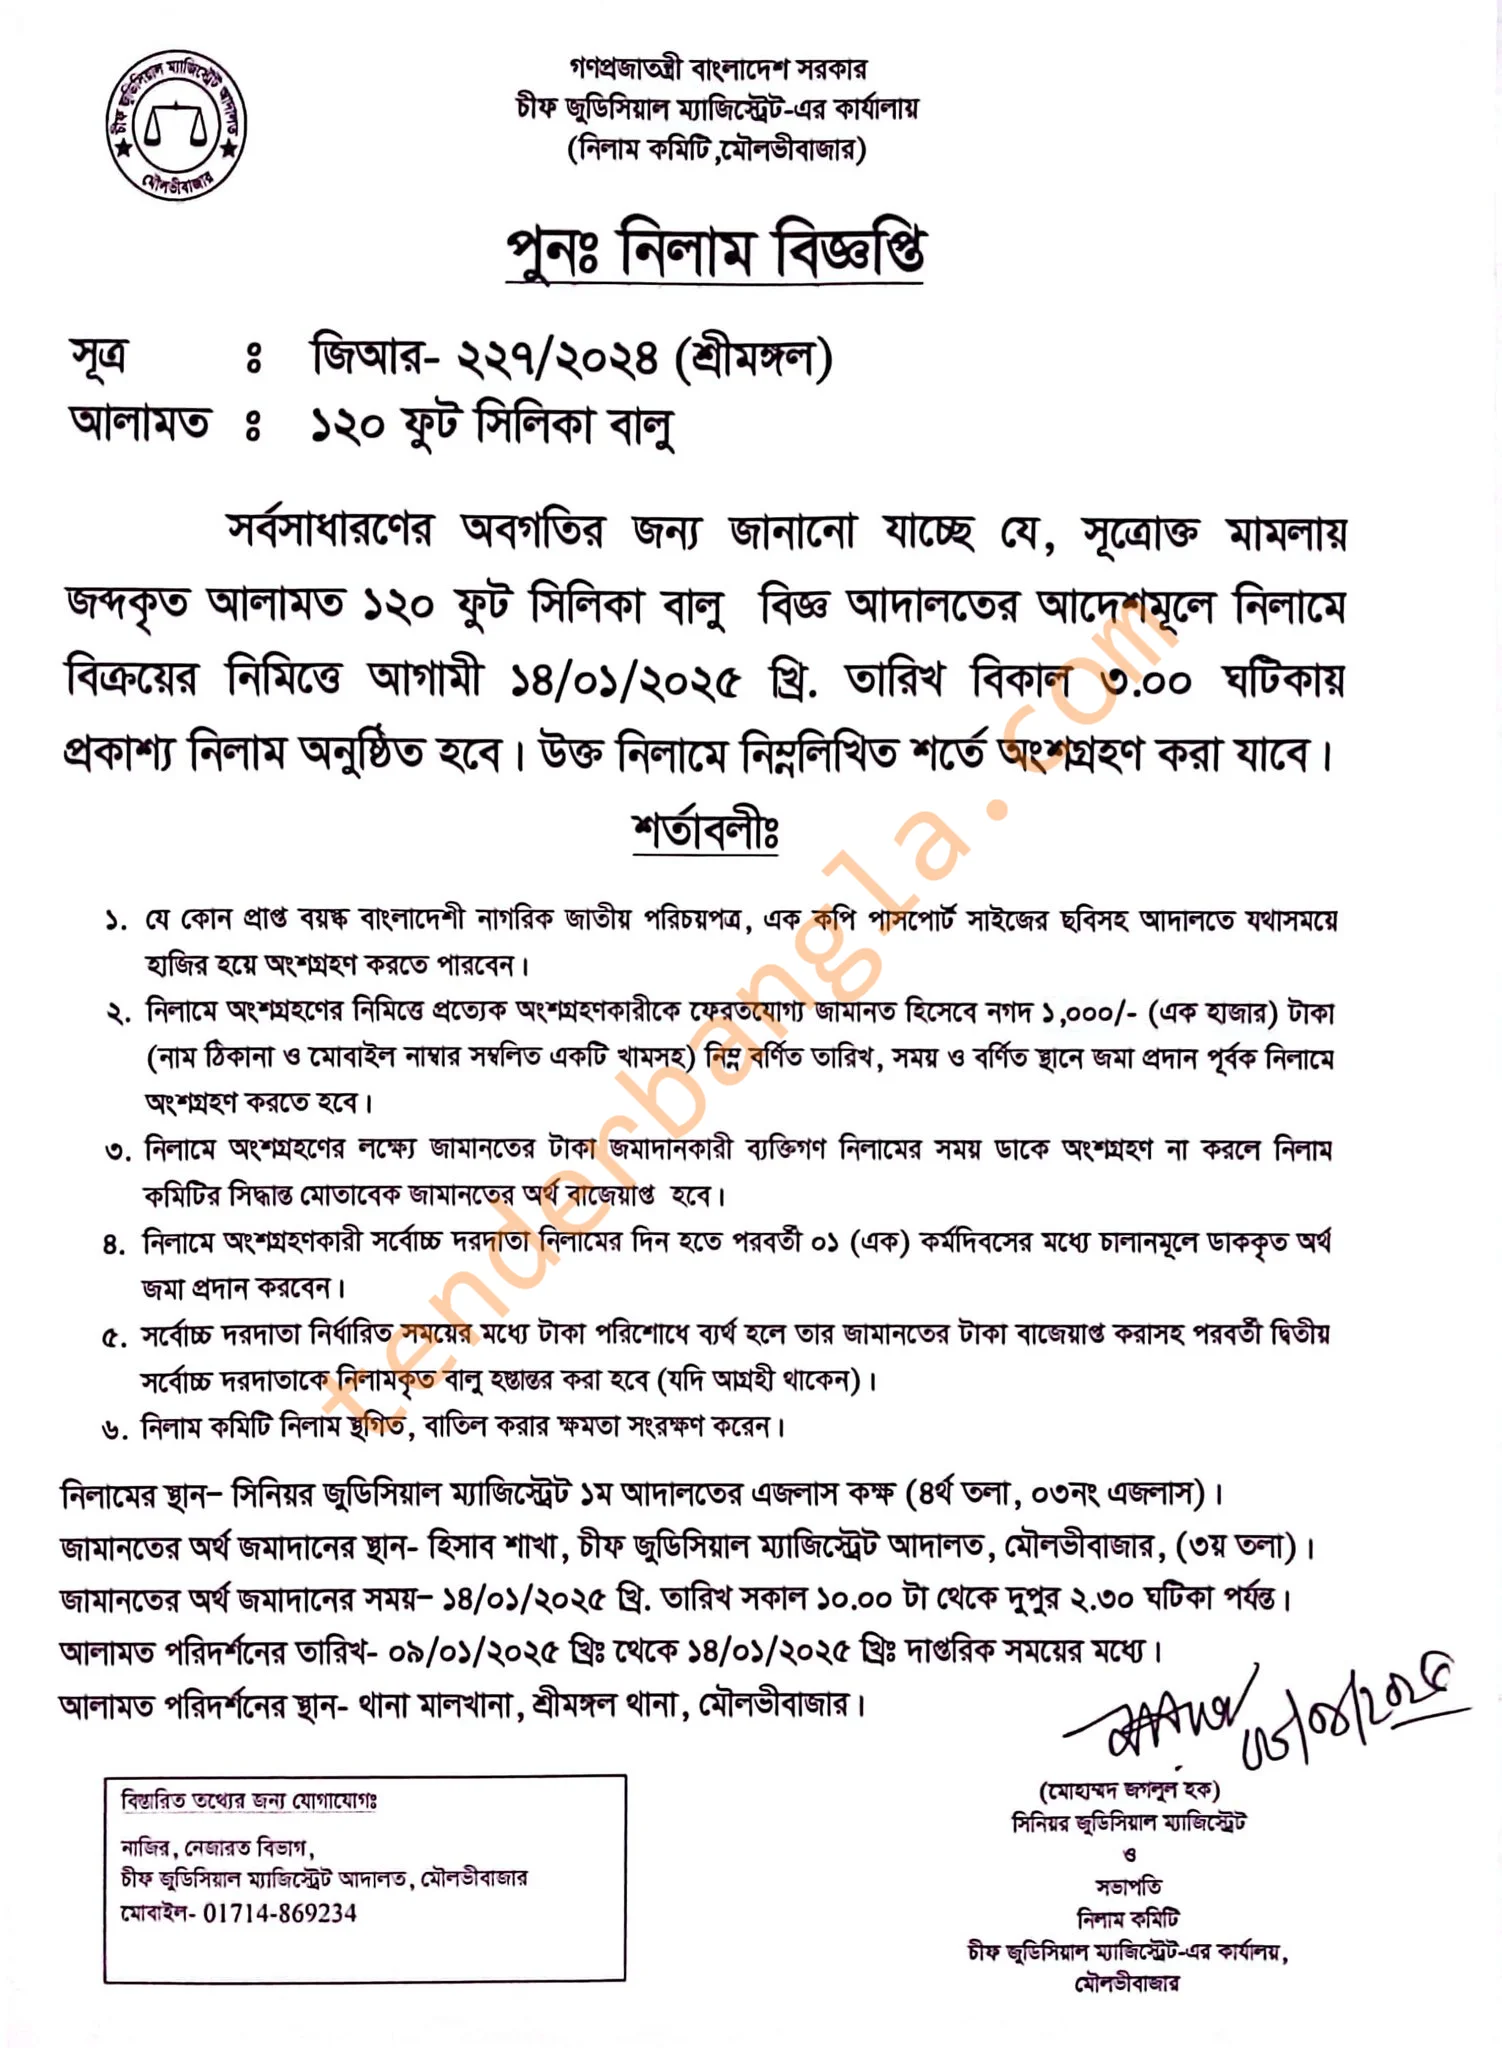 গণপ্রজাতন্ত্রী বাংলাদেশ সরকার
চীফ জুডিসিয়াল ম্যাজিস্ট্রেট-এর কার্যালায়
(নিলাম কমিটি,মৌলভীবাজার)
চীফ জুডিসিয়াল ম্যাজিস্ট্রেট আদালত
মৌলভীবাজার
পুনঃ নিলাম বিজ্ঞপ্তি
সূত্র : জিআর- ২২৭/২০২৪ (শ্রীমঙ্গল)
আলামত : ১২০ ফুট সিলিকা বালু
সর্বসাধারণের অবগতির জন্য জানানো যাচ্ছে যে, সূত্রোক্ত মামলায়
জব্দকৃত আলামত ১২০ ফুট সিলিকা বালু বিজ্ঞ আদালতের আদেশমূলে নিলামে
বিক্রয়ের নিমিত্তে আগামী ১৪/০১/২০২৫ খ্রি. তারিখ বিকাল ৩.০০ ঘটিকায়
প্রকাশ্য নিলাম অনুষ্ঠিত হবে। উক্ত নিলামে নিম্নলিখিত শর্তে অংশগ্রহণ করা যাবে।
শর্তাবলীঃ
১. যে কোন প্রাপ্ত বয়স্ক বাংলাদেশী নাগরিক জাতীয় পরিচয়পত্র, এক কপি পাসপোর্ট সাইজের ছবিসহ আদালতে যথাসময়ে
হাজির হয়ে অংশগ্রহণ করতে পারবেন।
২. নিলামে অংশগ্রহণের নিমিত্তে প্রত্যেক অংশগ্রহণকারীকে ফেরতযোগ্য জামানত হিসেবে নগদ ১,০০০/- (এক হাজার) টাকা
(নাম ঠিকানা ও মোবাইল নাম্বার সম্বলিত একটি খামসহ) নিম্ন বর্ণিত তারিখ, সময় ও বর্ণিত স্থানে জমা প্রদান পূর্বক নিলামে
অংশগ্রহণ করতে হবে।
৩. নিলামে অংশগ্রহণের লক্ষ্যে জামানতের টাকা জমাদানকারী ব্যক্তিগণ নিলামের সময় ডাকে অংশগ্রহণ না করলে নিলাম
কমিটির সিদ্ধান্ত মোতাবেক জামানতের অর্থ বাজেয়াপ্ত হবে।
৪. নিলামে অংশগ্রহণকারী সর্বোচ্চ দরদাতা নিলামের দিন হতে পরবর্তী ০১ (এক) কর্মদিবসের মধ্যে চালানমূলে ডাককৃত অর্থ
জমা প্রদান করবেন।
৫. সর্বোচ্চ দরদাতা নির্ধারিত সময়ের মধ্যে টাকা পরিশোধে ব্যর্থ হলে তার জামানতের টাকা বাজেয়াপ্ত করাসহ পরবর্তী দ্বিতীয়
সর্বোচ্চ দরদাতাকে নিলামকৃত বালু হস্তান্তর করা হবে (যদি আগ্রহী থাকেন)।
৬. নিলাম কমিটি নিলাম স্থগিত, বাতিল করার ক্ষমতা সংরক্ষণ করেন।
নিলামের স্থান– সিনিয়র জুডিসিয়াল ম্যাজিস্ট্রেট ১ম আদালতের এজলাস কক্ষ (৪র্থ তলা, ০৩নং এজলাস)।
জামানতের অর্থ জমাদানের স্থান- হিসাব শাখা, চীফ জুডিসিয়াল ম্যাজিস্ট্রেট আদালত, মৌলভীবাজার, (৩য় তলা)।
জামানতের অর্থ জমাদানের সময়– ১৪/০১/২০২৫ খ্রি. তারিখ সকাল ১০.০০ টা থেকে দুপুর ২.৩০ ঘটিকা পর্যন্ত।
আলামত পরিদর্শনের তারিখ- ০৯/০১/২০২৫ খ্রিঃ থেকে ১৪/০১/২০২৫ খ্রিঃ দাপ্তরিক সময়ের মধ্যে।
আলামত পরিদর্শনের স্থান- থানা মালখানা, শ্রীমঙ্গল থানা, মৌলভীবাজার।
(মোহাম্মদ জগলুল হক)
সিনিয়র জুডিসিয়াল ম্যাজিস্ট্রেট
ও
সভাপতি
নিলাম কমিটি
চীফ জুডিসিয়াল ম্যাজিস্ট্রেট-এর কার্যালয়,
মৌলভীবাজার
বিস্তারিত তথ্যের জন্য যোগাযোগঃ
নাজির, নেজারত বিভাগ,
চীফ জুডিসিয়াল ম্যাজিস্ট্রেট আদালত, মৌলভীবাজার
মোবাইল- 01714-869234
tenderbangla.com